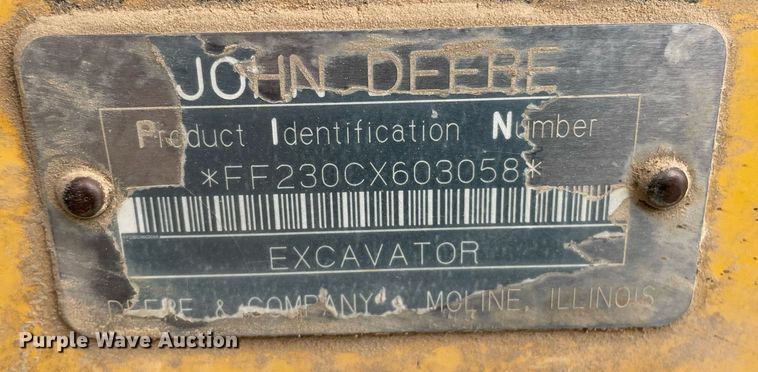 JOHN DEERE
Product Identification Number
*FF230CX603058*
EXCAVATOR
DEERE & COMPANY MOLINE, ILLINOIS
Purple Wave Auction